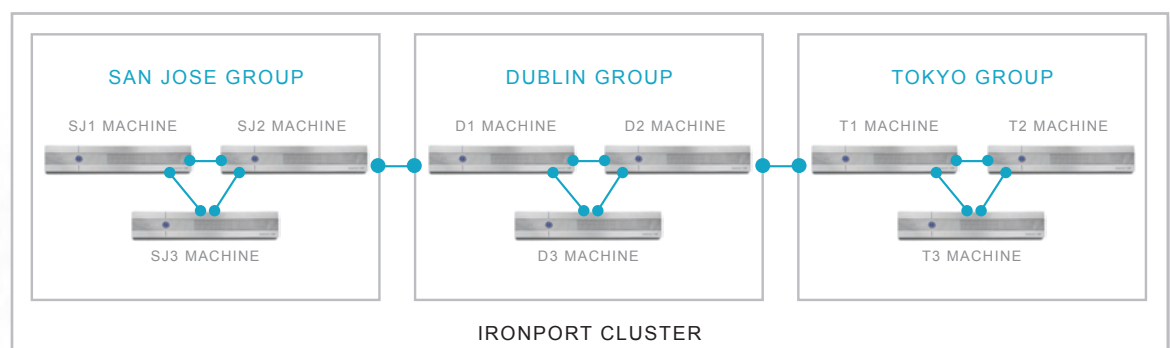 SAN JOSE GROUP
SJ1 MACHINE
SJ2 MACHINE
SJ3 MACHINE
DUBLIN GROUP
D1 MACHINE
D2 MACHINE
D3 MACHINE
TOKYO GROUP
T1 MACHINE
T2 MACHINE
T3 MACHINE
IRONPORT CLUSTER